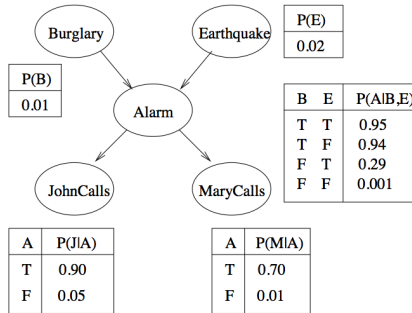 Burglary
Earthquake
P(E)
0.02
P(B)
0.01
Alarm
B E P(A|B,E)
T T 0.95
T F 0.94
F T 0.29
F F 0.001
JohnCalls
MaryCalls
A P(J|A)
T 0.90
F 0.05
A P(M|A)
T 0.70
F 0.01